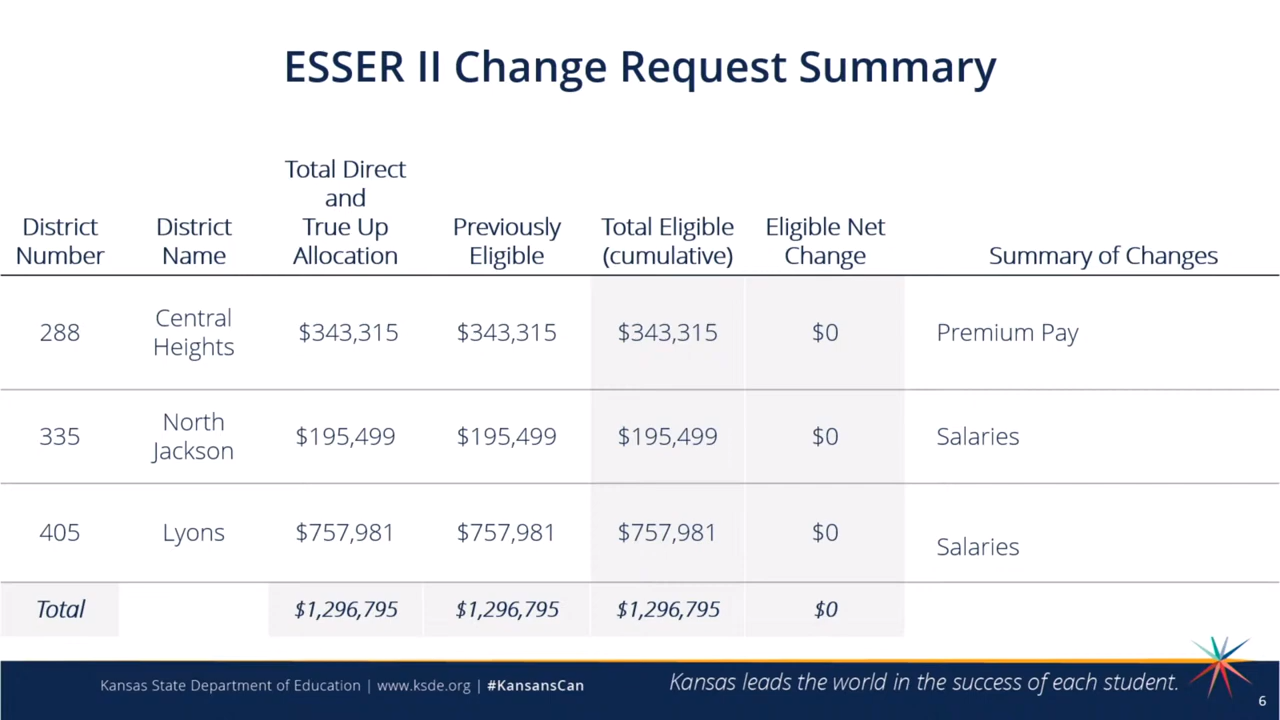 ESSER II Change Request Summary
Total Direct
and
District District True Up Previously Total Eligible Eligible Net
Number Name Allocation Eligible (cumulative) Change Summary of Changes
288 Central Heights $343,315 $343,315 $343,315 $0 Premium Pay
335 North Jackson $195,499 $195,499 $195,499 $0 Salaries
405 Lyons $757,981 $757,981 $757,981 $0 Salaries
Total $1,296,795 $1,296,795 $1,296,795 $0
Kansas State Department of Education | www.ksde.org | #KansansCan Kansas leads the world in the success of each student.
6